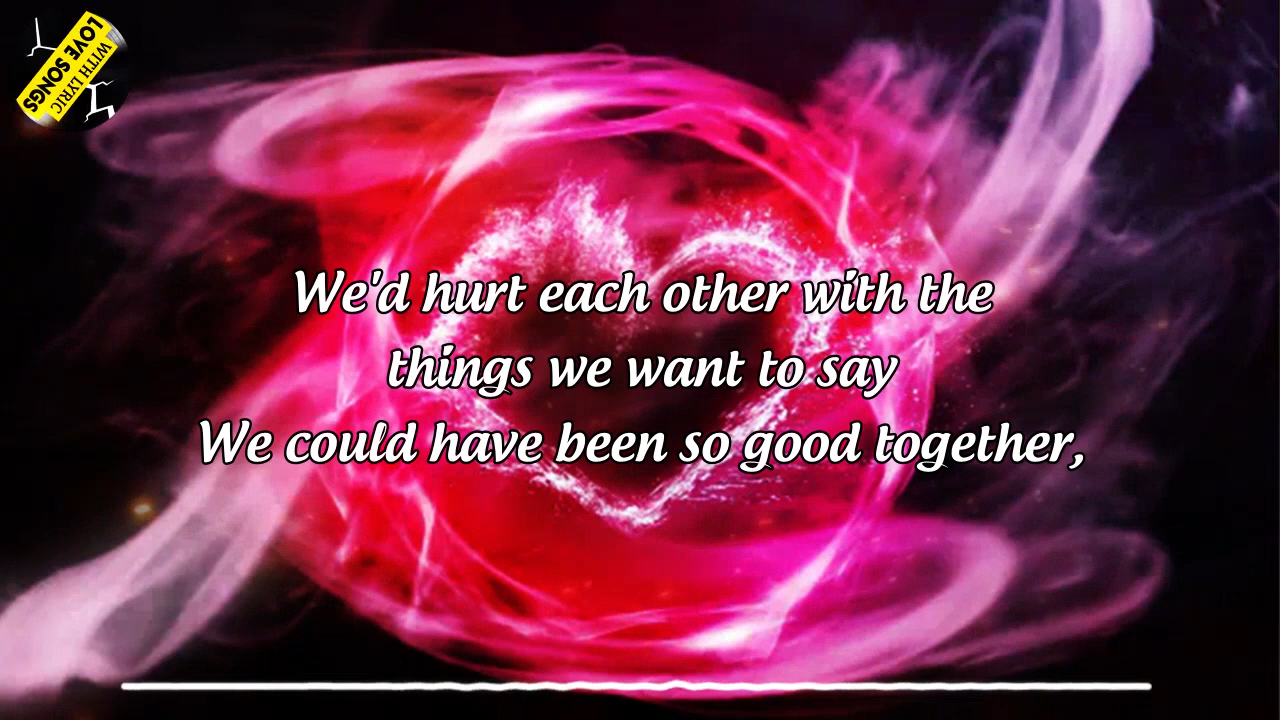 LOVE SONGS
WITH LYRIC
We'd hurt each other with the
things we want to say
We could have been so good together,